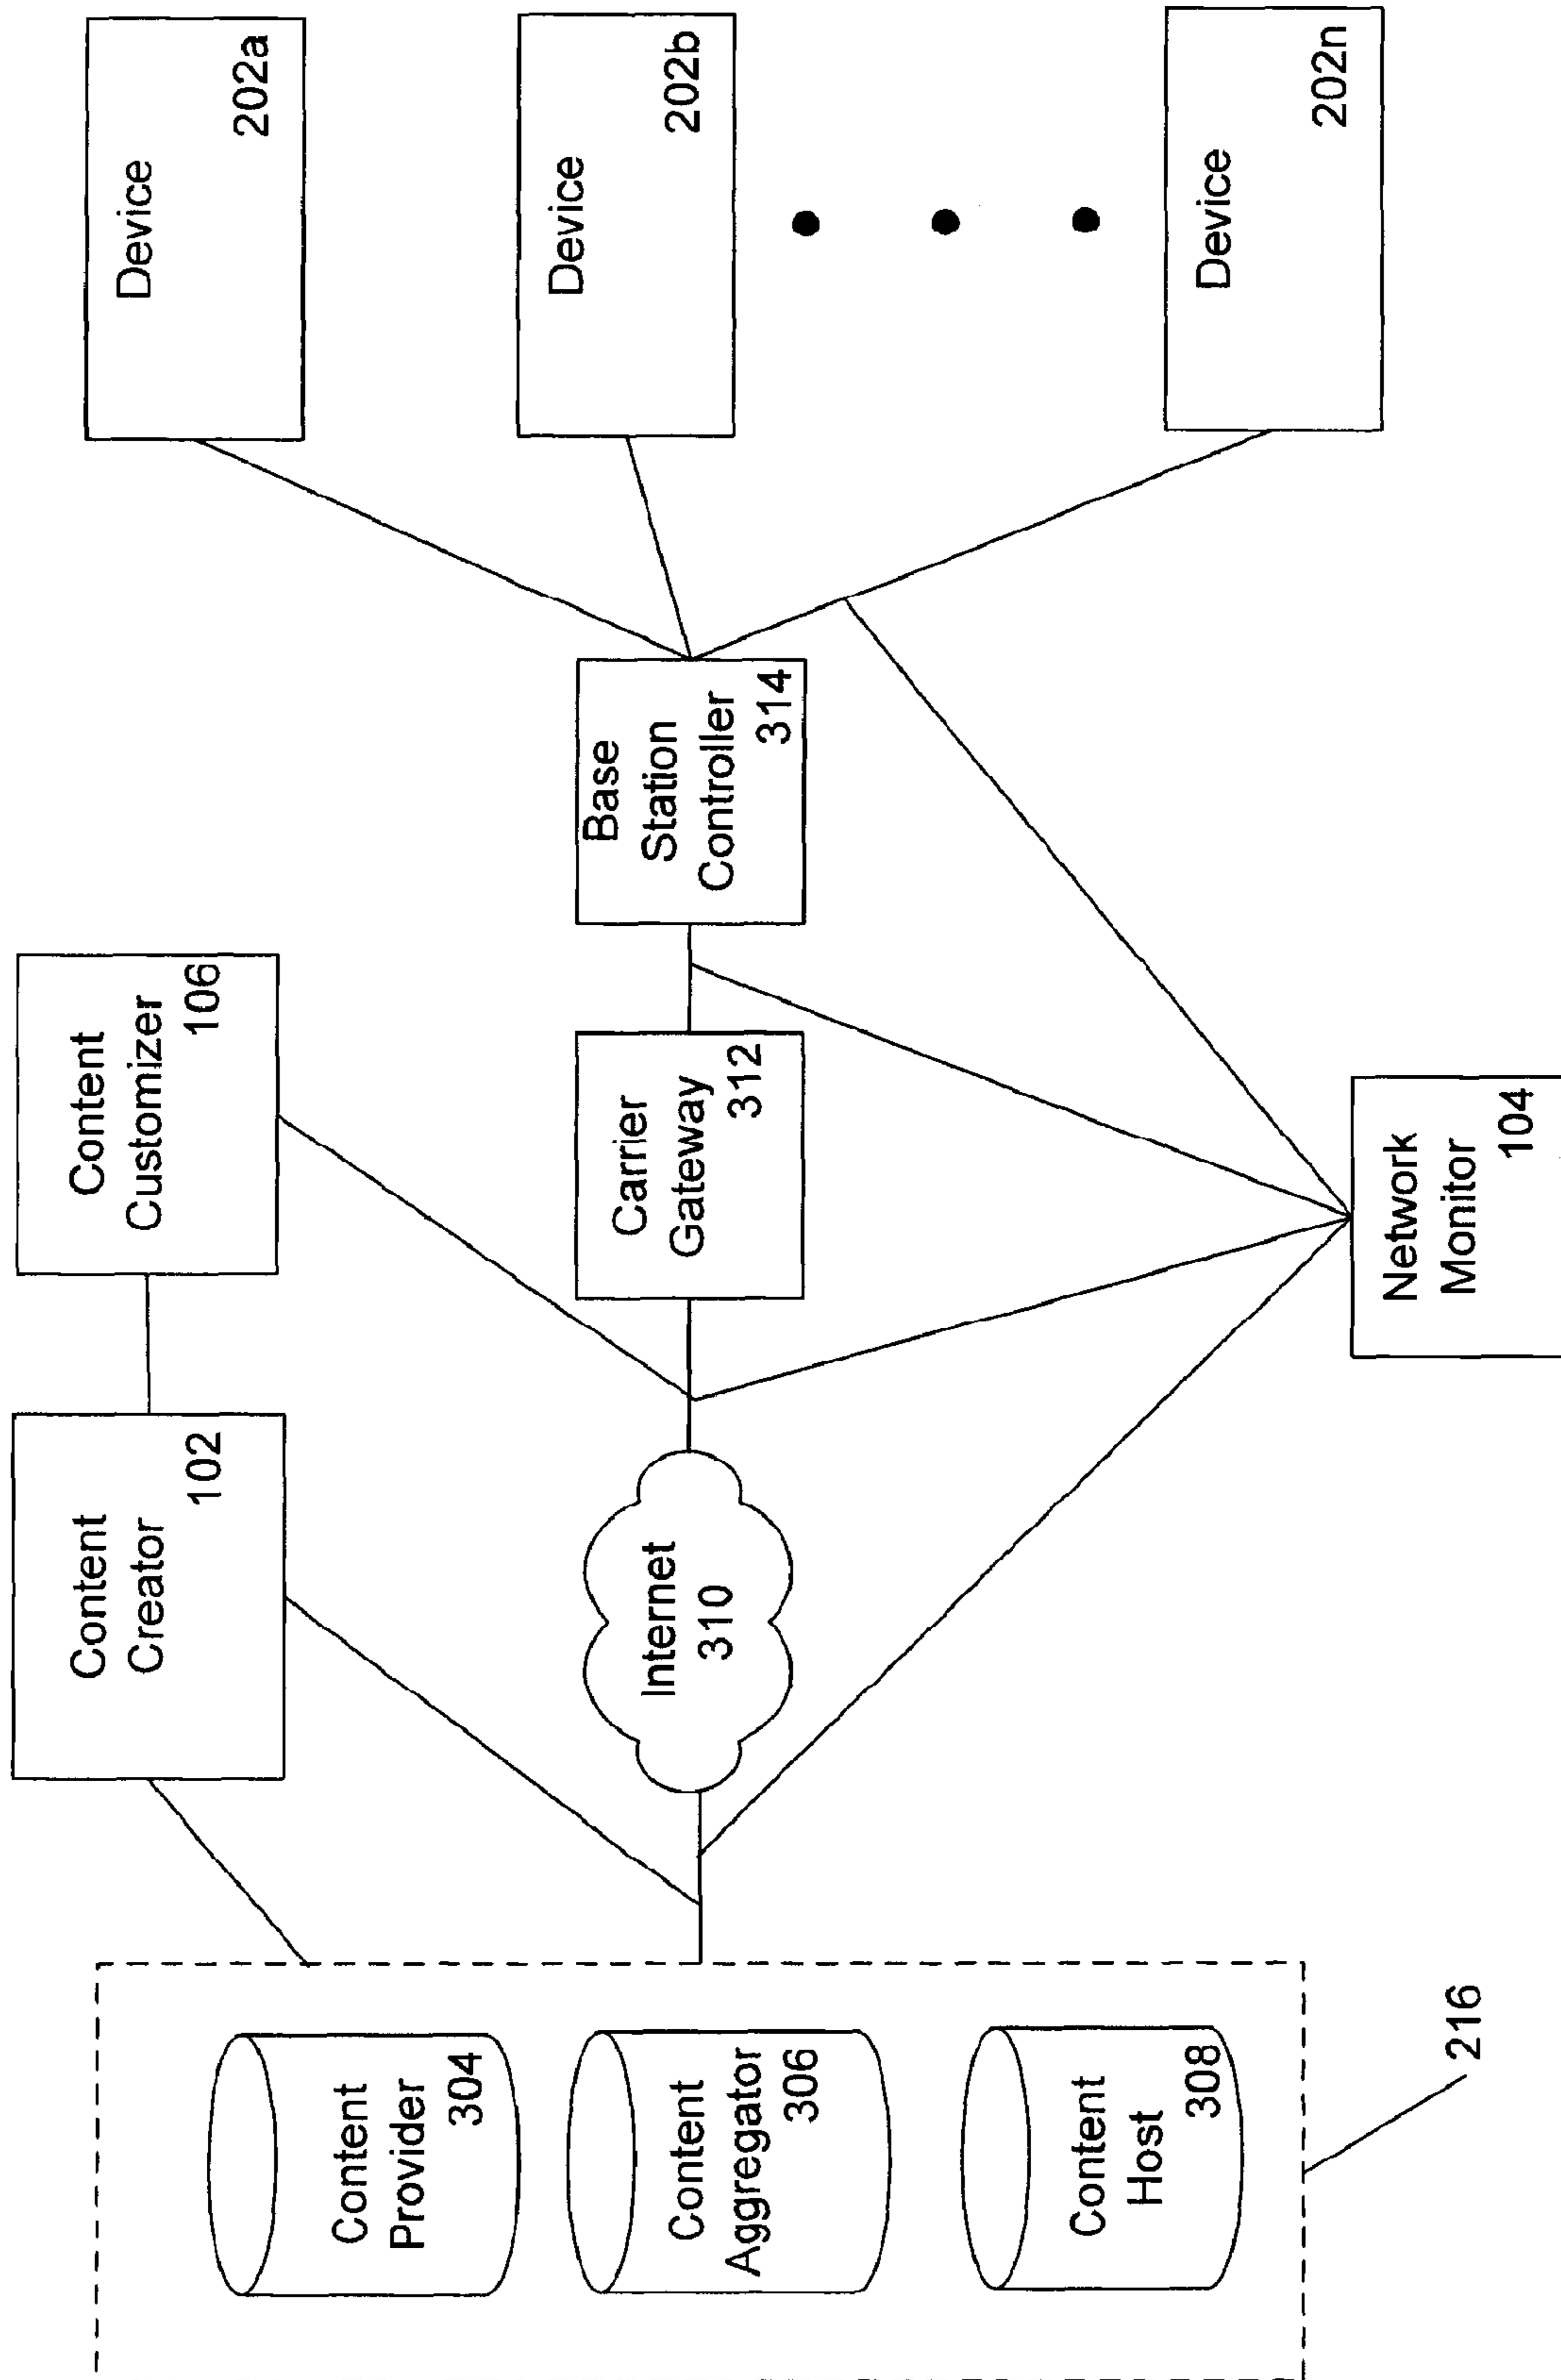 Content
Provider
304
Content
Aggregator
306
Content
Host
308
216
Content
Creator
102
Content
Customizer
106
Internet
310
Carrier
Gateway
312
Base
Station
Controller
314
Network
Monitor
104
Device
202a
Device
202b
Device
202n